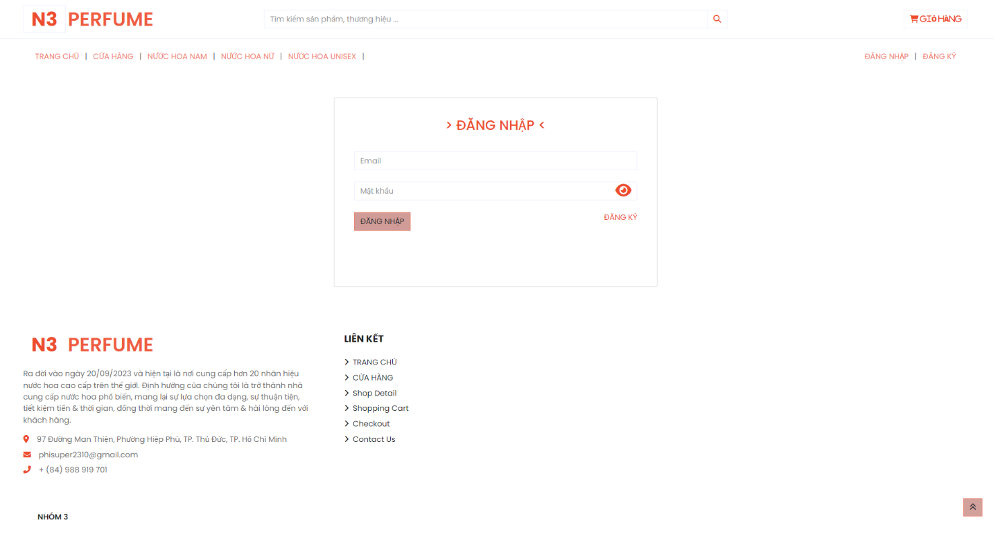 N3 PERFUME
Tìm kiếm sản phẩm, thương hiệu ...
GIỎ HÀNG
TRANG CHỦ | CỬA HÀNG | NƯỚC HOA NAM | NƯỚC HOA NỮ | NƯỚC HOA UNISEX |
ĐĂNG NHẬP | ĐĂNG KÝ
> ĐĂNG NHẬP <
Email
Mật khẩu
ĐĂNG NHẬP
ĐĂNG KÝ
N3 PERFUME
Ra đời vào ngày 20/09/2023 và hiện tại là nơi cung cấp hơn 20 nhãn hiệu
nước hoa cao cấp trên thế giới. Định hướng của chúng tôi là trở thành nhà
cung cấp nước hoa phổ biến, mang lại sự lựa chọn đa dạng, sự thuận tiện,
tiết kiệm tiền & thời gian, đồng thời mang đến sự yên tâm & hài lòng đến với
khách hàng.
97 Đường Man Thiện, Phường Hiệp Phú, TP. Thủ Đức, TP. Hồ Chí Minh
phisuper2310@gmail.com
+ (84) 988 919 701
LIÊN KẾT
TRANG CHỦ
CỬA HÀNG
Shop Detail
Shopping Cart
Checkout
Contact Us
NHÓM 3